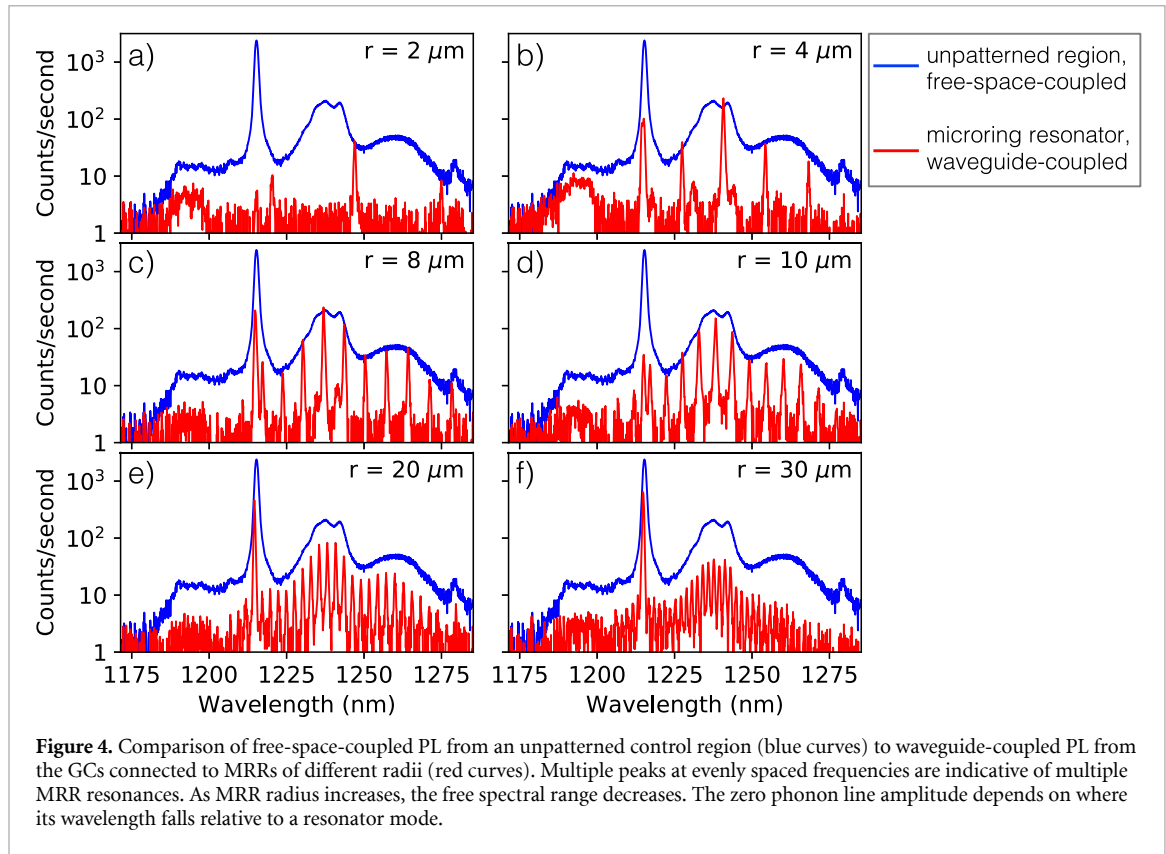 a) r = 2 μm
b) r = 4 μm
unpatterned region,
free-space-coupled
microring resonator,
waveguide-coupled
Counts/second
10³
10²
10
1
c) r = 8 μm
d) r = 10 μm
Counts/second
10³
10²
10
1
e) r = 20 μm
f) r = 30 μm
Counts/second
10³
10²
10
1
1175 1200 1225 1250 1275
1175 1200 1225 1250 1275
Wavelength (nm)
Wavelength (nm)
Figure 4. Comparison of free-space-coupled PL from an unpatterned control region (blue curves) to waveguide-coupled PL from
the GCs connected to MRRs of different radii (red curves). Multiple peaks at evenly spaced frequencies are indicative of multiple
MRR resonances. As MRR radius increases, the free spectral range decreases. The zero phonon line amplitude depends on where
its wavelength falls relative to a resonator mode.